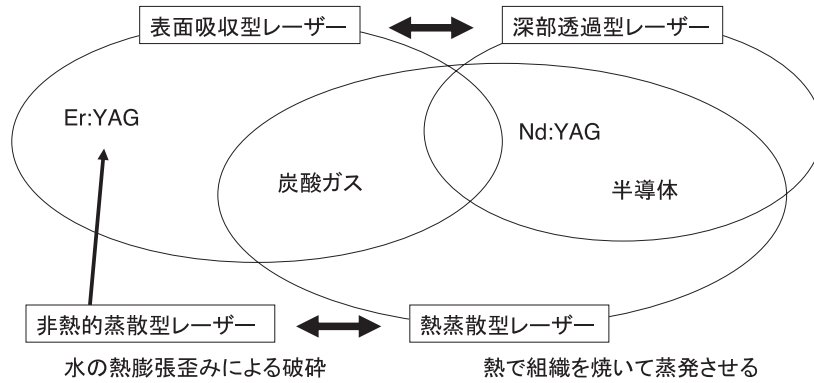 表面吸収型レーザー
深部透過型レーザー
Er:YAG
Nd:YAG
炭酸ガス
半導体
非熱的蒸散型レーザー
熱蒸散型レーザー
水の熱膨張歪みによる破砕
熱で組織を焼いて蒸発させる